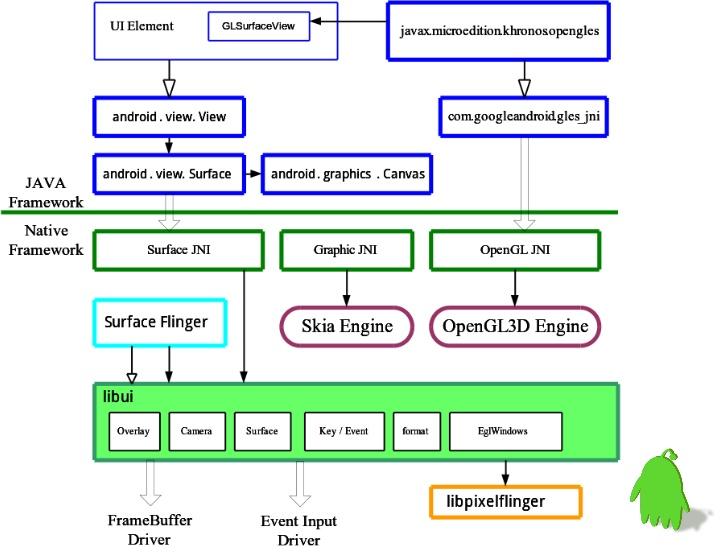 UI Element
GLSurfaceView
javax.microedition.khronos.opengles
android . view. View
com.googleandroid.gles_jni
android. view. Surface
android. graphics . Canvas
JAVA
Framework
Native
Framework
Surface JNI
Graphic JNI
OpenGL JNI
Surface Flinger
Skia Engine
OpenGL3D Engine
libui
Overlay
Camera
Surface
Key / Event
format
EglWindows
libpixelflinger
FrameBuffer
Driver
Event Input
Driver